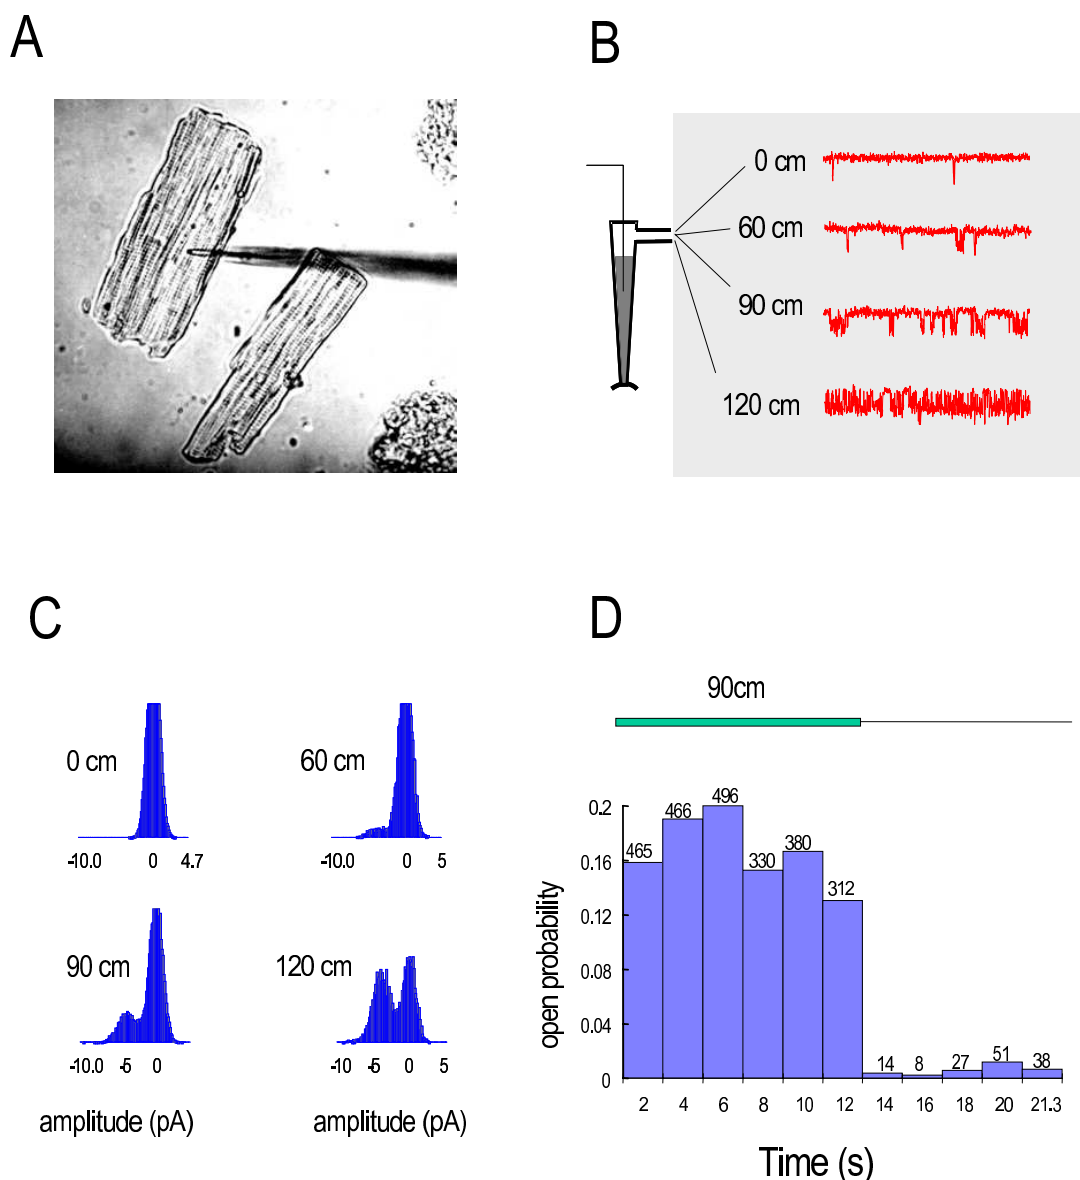 A
B
0 cm
60 cm
90 cm
120 cm
C
0 cm
-10.0 0 4.7
60 cm
-10.0 0 5
90 cm
-10.0 -5 0
120 cm
-10 -5 0 5
amplitude (pA)
amplitude (pA)
D
90cm
open probability
0.2
0.16
0.12
0.08
0.04
0
465 466 496 330 380 312 14 8 27 51 38
2 4 6 8 10 12 14 16 18 20 21.3
Time (s)